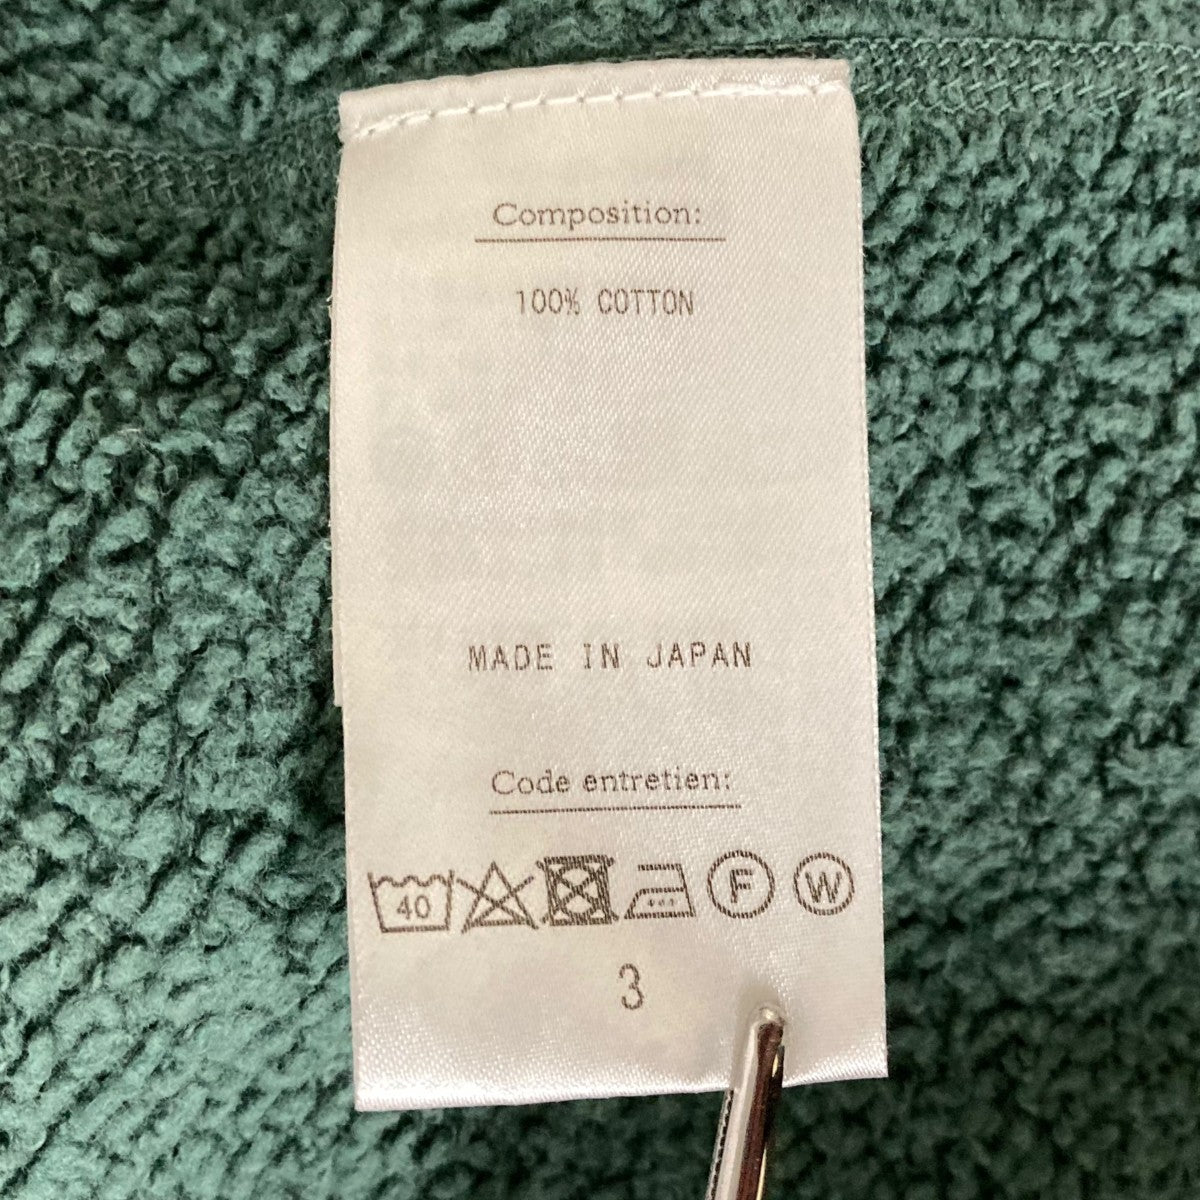 Composition:
100% COTTON
MADE IN JAPAN
Code entretien:
40 F W
3